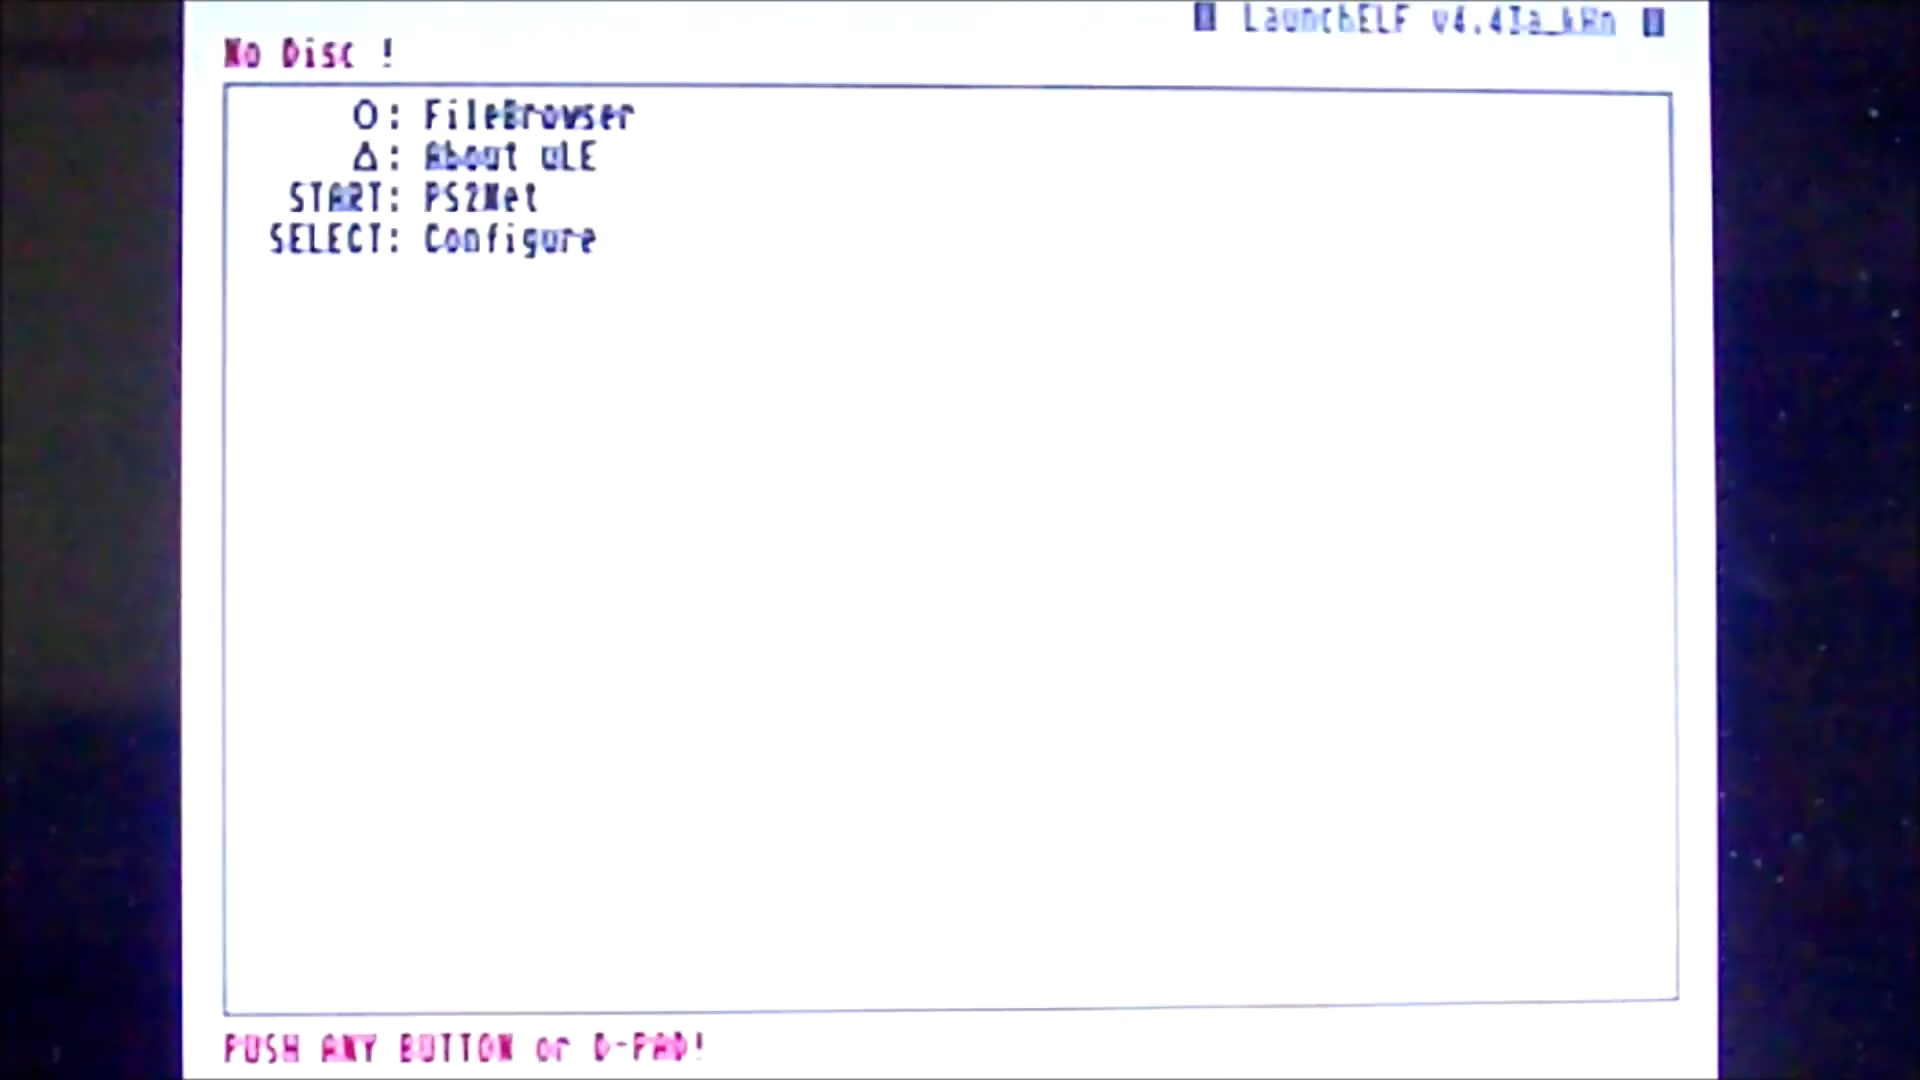 LaunchELF v4.43a_kHn
No Disc !
O: FileBrowser
Δ: About uLE
START: PS2Net
SELECT: Configure
PUSH ANY BUTTON or D-PAD!